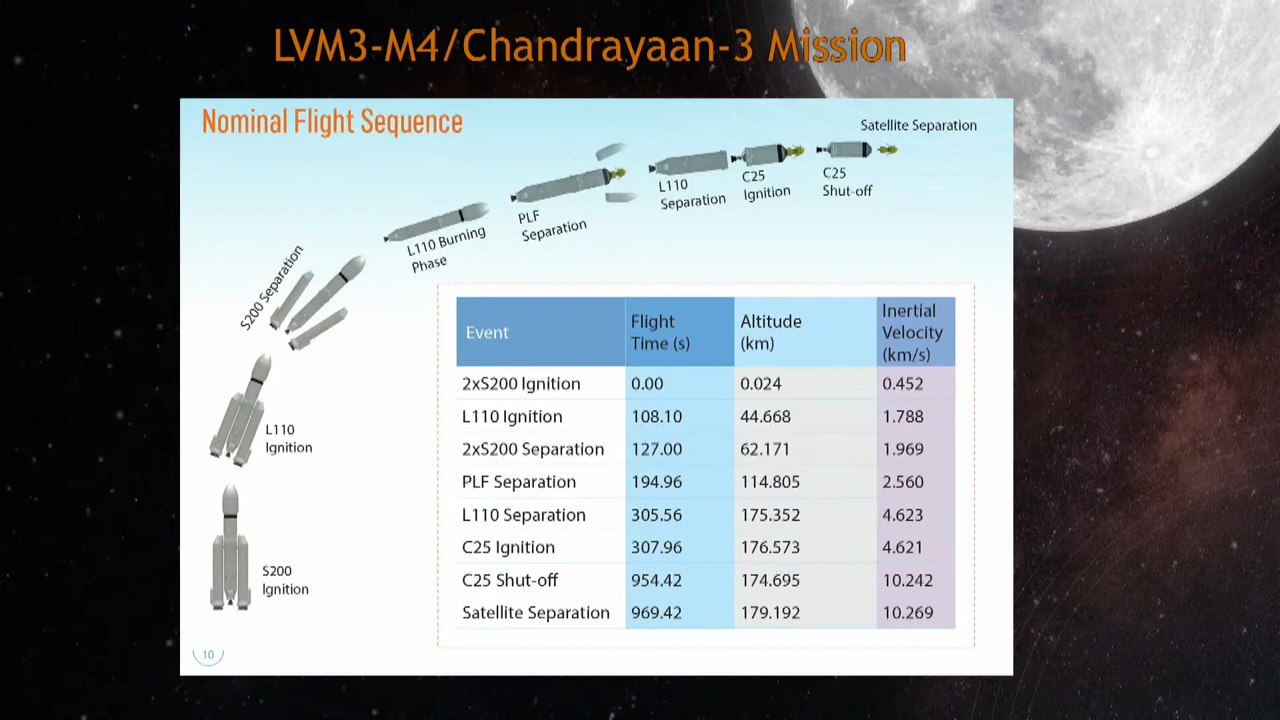 LVM3-M4/Chandrayaan-3 Mission
Nominal Flight Sequence
Satellite Separation
L110
Separation
C25
Ignition
C25
Shut-off
PLF
Separation
L110 Burning
Phase
S200 Separation
L110
Ignition
S200
Ignition
Event Flight Time (s) Altitude (km) Inertial Velocity (km/s)
2xS200 Ignition 0.00 0.024 0.452
L110 Ignition 108.10 44.668 1.788
2xS200 Separation 127.00 62.171 1.969
PLF Separation 194.96 114.805 2.560
L110 Separation 305.56 175.352 4.623
C25 Ignition 307.96 176.573 4.621
C25 Shut-off 954.42 174.695 10.242
Satellite Separation 969.42 179.192 10.269
10